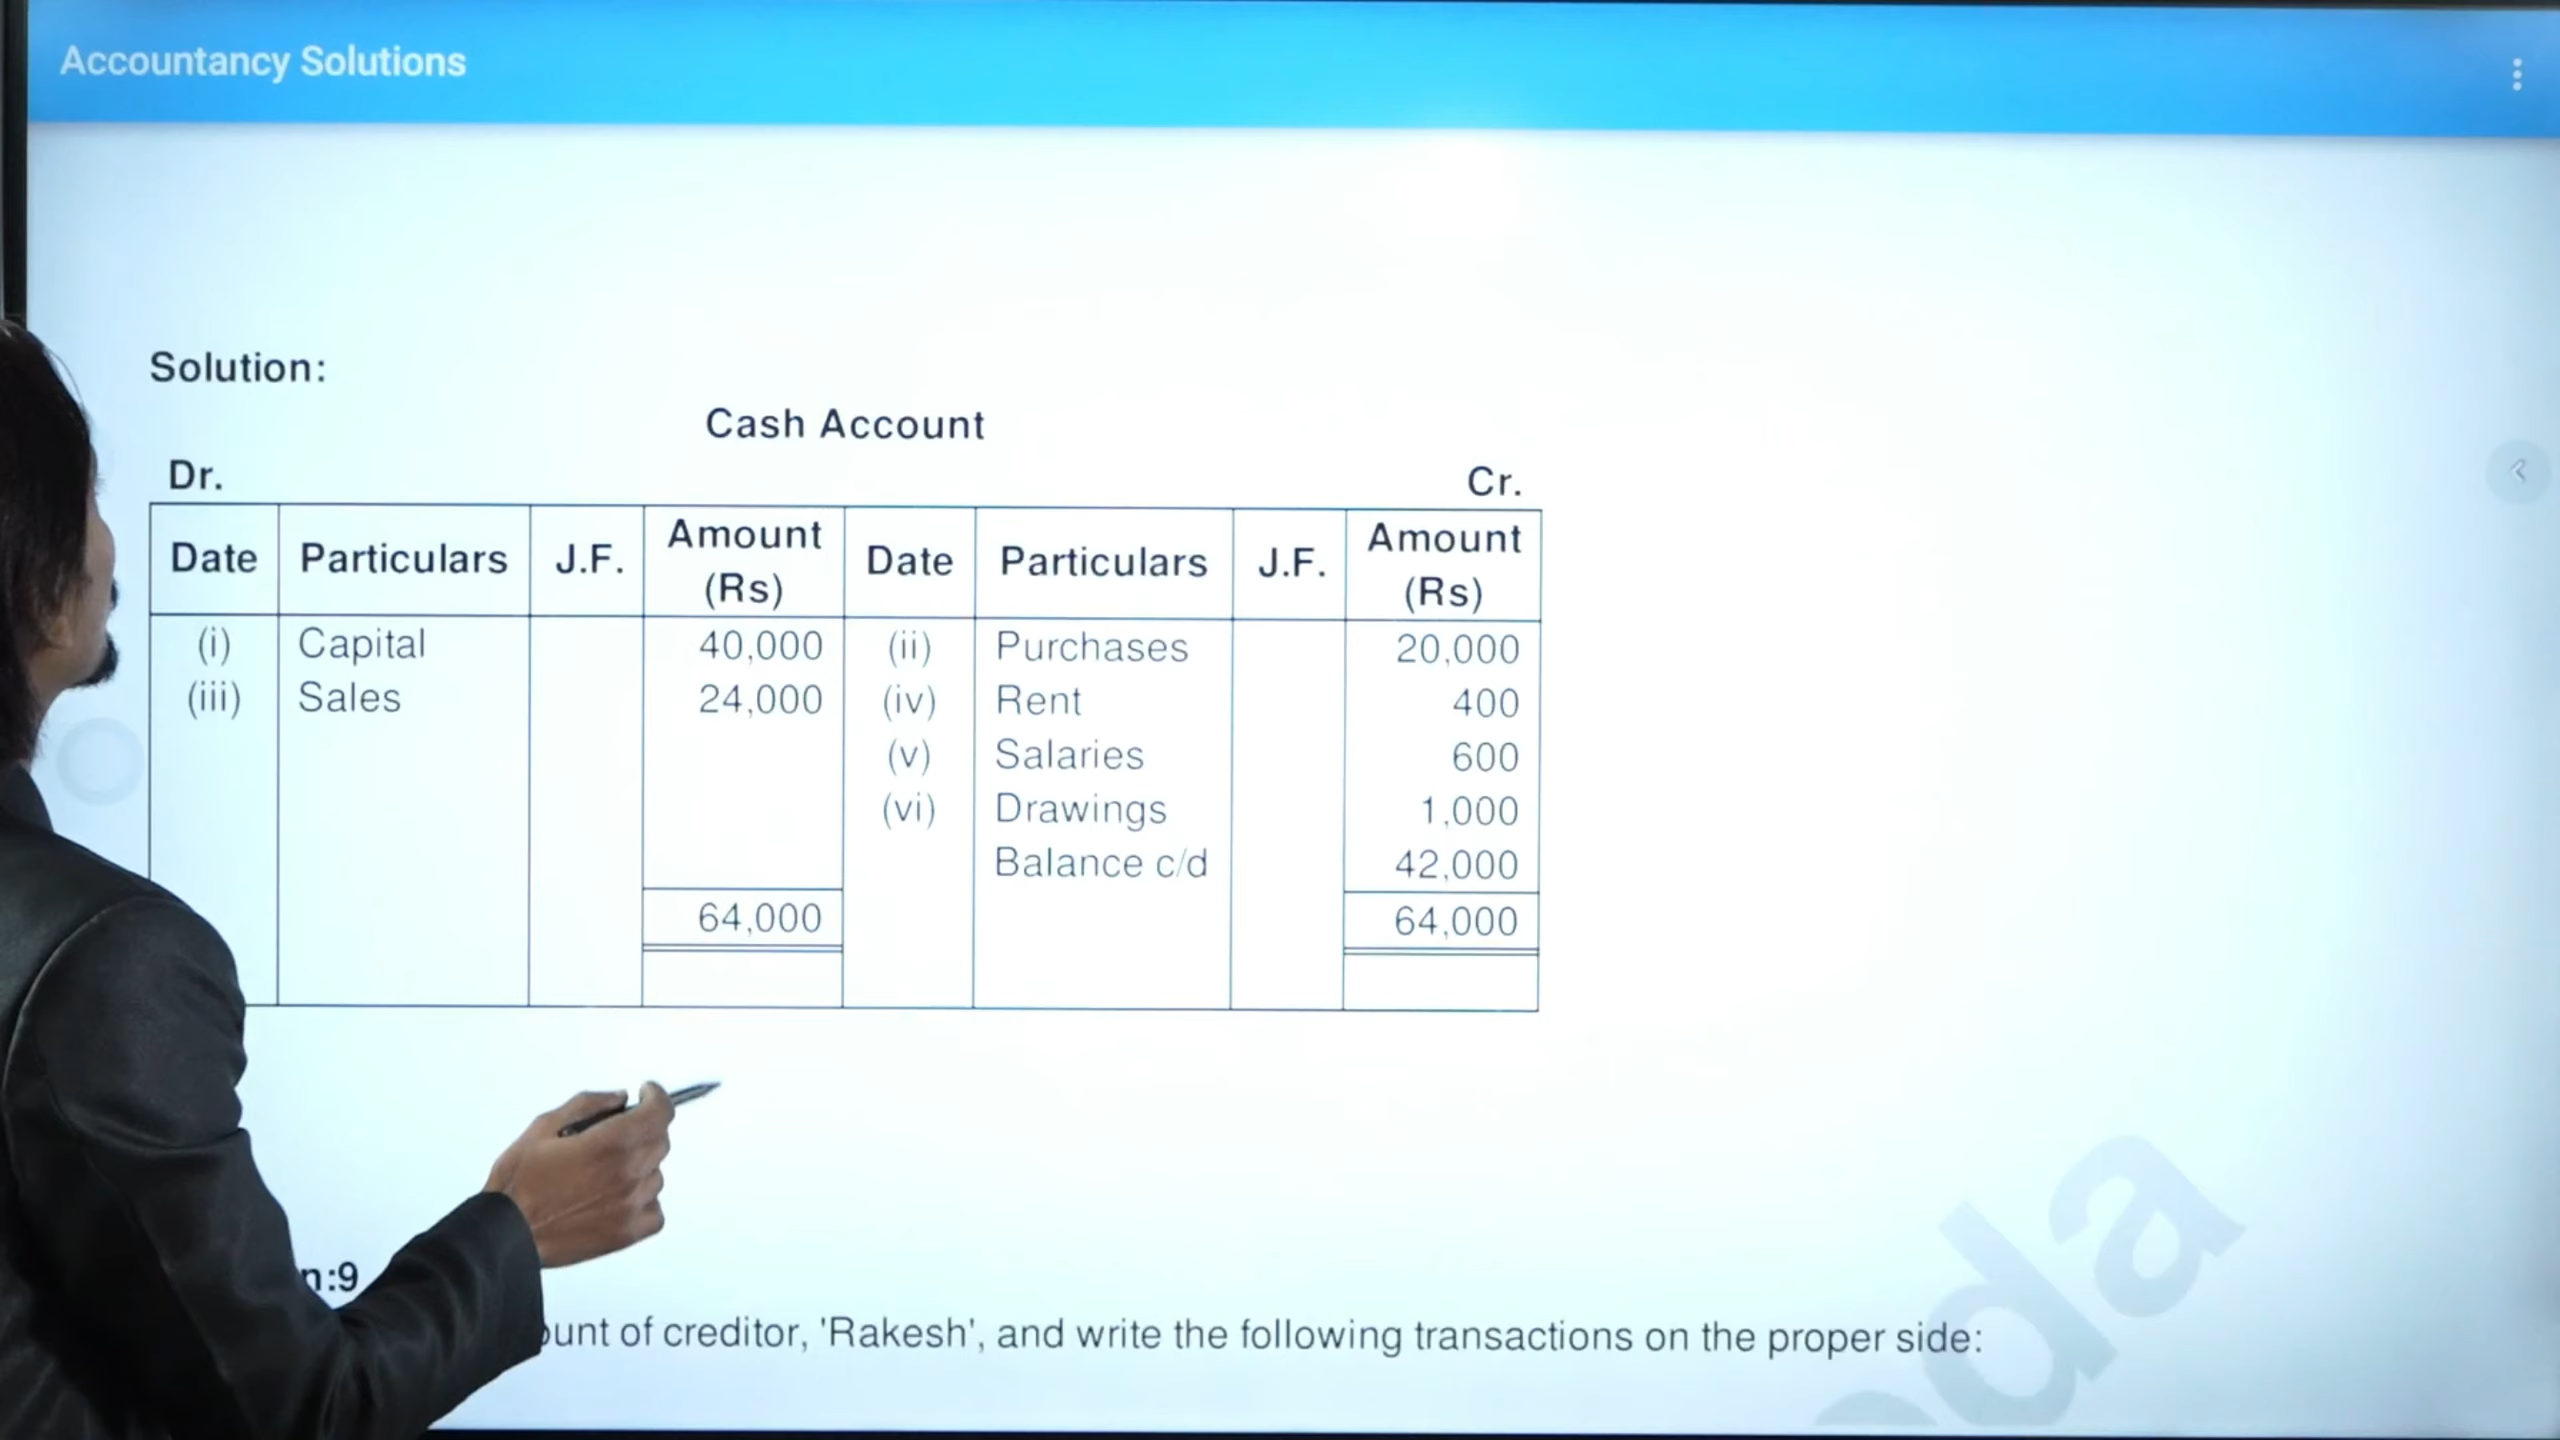 Accountancy Solutions
Solution:
Cash Account
Dr. Cr.
Date Particulars J.F. Amount (Rs) Date Particulars J.F. Amount (Rs)
(i) Capital 40,000 (ii) Purchases 20,000
(iii) Sales 24,000 (iv) Rent 400
(v) Salaries 600
(vi) Drawings 1,000
Balance c/d 42,000
64,000 64,000
n:9
of creditor, 'Rakesh', and write the following transactions on the proper side: